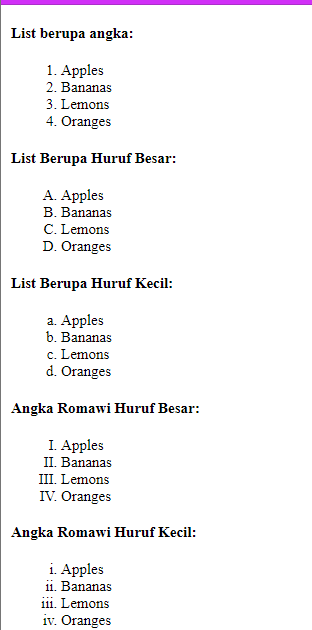 List berupa angka:
1. Apples
2. Bananas
3. Lemons
4. Oranges
List Berupa Huruf Besar:
A. Apples
B. Bananas
C. Lemons
D. Oranges
List Berupa Huruf Kecil:
a. Apples
b. Bananas
c. Lemons
d. Oranges
Angka Romawi Huruf Besar:
I. Apples
II. Bananas
III. Lemons
IV. Oranges
Angka Romawi Huruf Kecil:
i. Apples
ii. Bananas
iii. Lemons
iv. Oranges